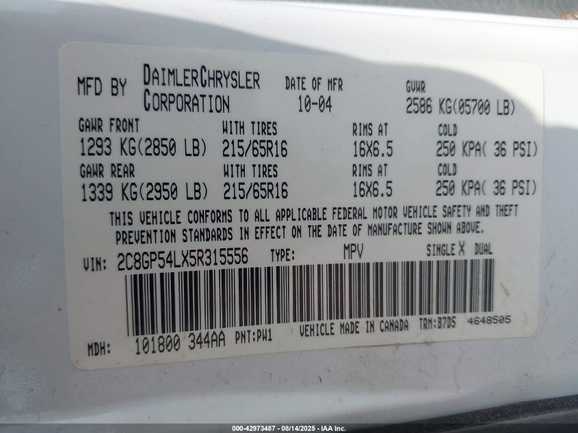 MFD BY DAIMLERCHRYSLER CORPORATION DATE OF MFR 10-04 GVWR 2586 KG(05700 LB)
GAWR FRONT WITH TIRES RIMS AT COLD
1293 KG(2850 LB) 215/65R16 16X6.5 250 KPA( 36 PSI)
GAWR REAR WITH TIRES RIMS AT COLD
1339 KG(2950 LB) 215/65R16 16X6.5 250 KPA( 36 PSI)
THIS VEHICLE CONFORMS TO ALL APPLICABLE FEDERAL MOTOR VEHICLE SAFETY AND THEFT
PREVENTION STANDARDS IN EFFECT ON THE DATE OF MANUFACTURE SHOWN ABOVE.
VIN: 2C8GP54LX5R315556 TYPE: MPV SINGLE X DUAL
MDH: 101800 344AA PNT:PW1 VEHICLE MADE IN CANADA TRN:B7D5 4648505
000-42973487 - 08/14/2025 - IAA Inc.